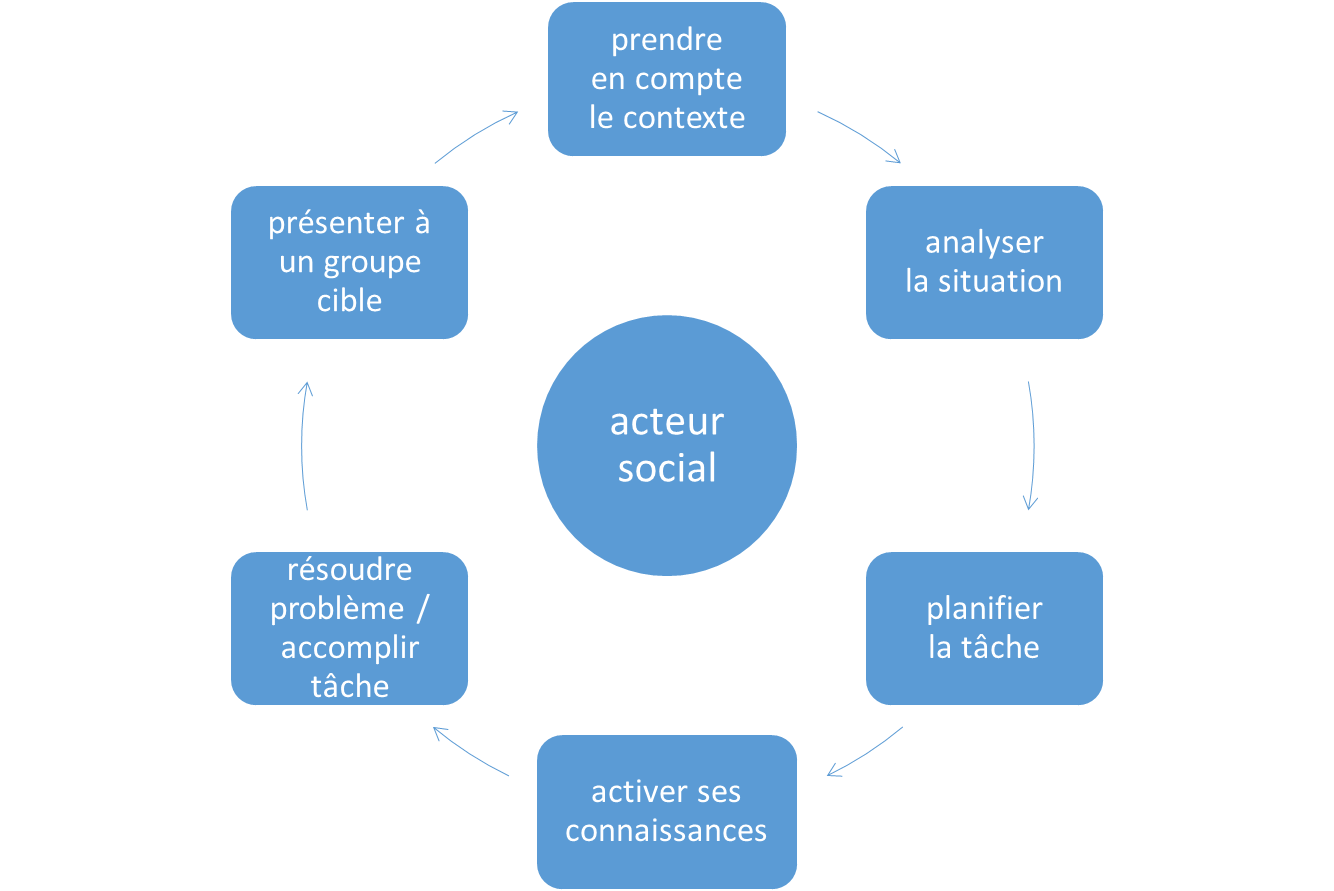 prendre
en compte
le contexte
analyser
la situation
planifier
la tâche
activer ses
connaissances
résoudre
problème /
accomplir
tâche
présenter à
un groupe
cible
acteur
social